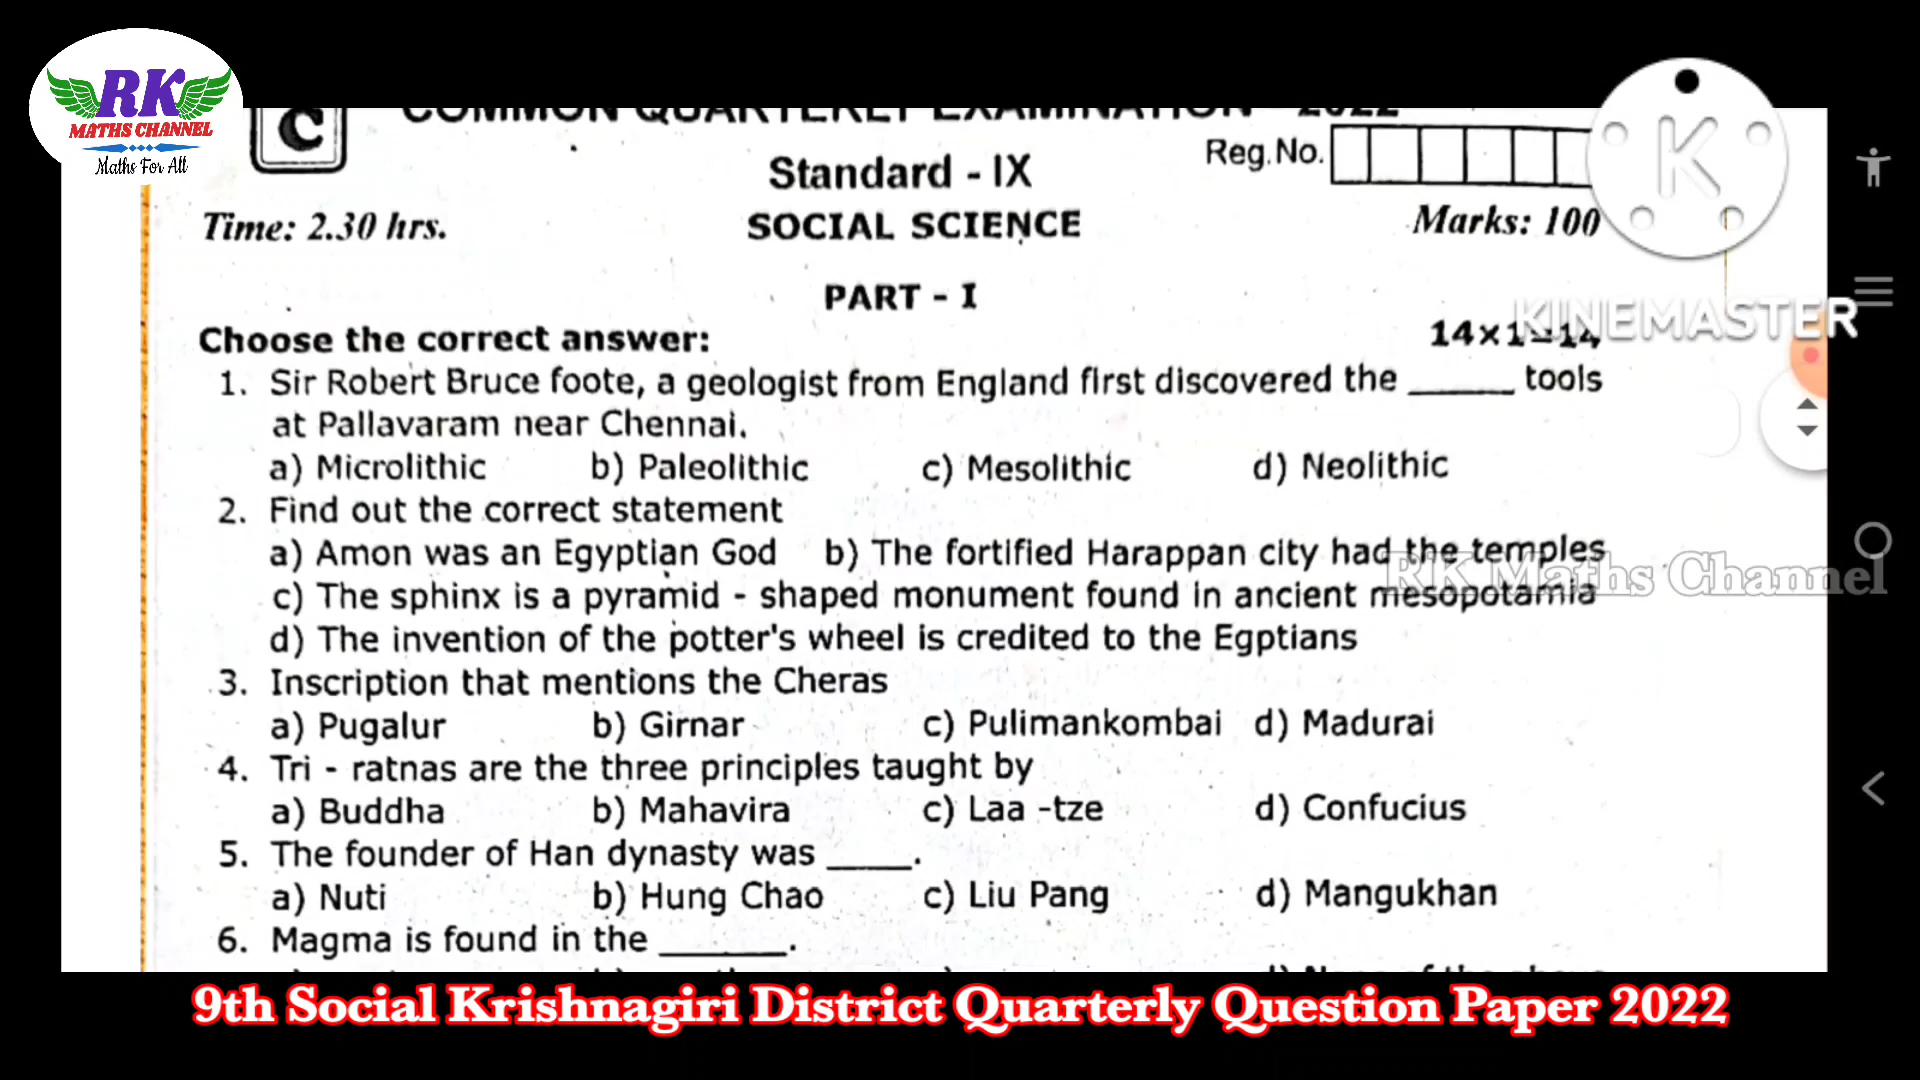 RK
MATHS CHANNEL
Maths For All
C
COMMON QUARTERLY EXAMINATION - 2022
Standard - IX
Reg.No.
K
Time: 2.30 hrs.
SOCIAL SCIENCE
Marks: 100
PART - I
KINEMASTER
Choose the correct answer:
14×1=14
1. Sir Robert Bruce foote, a geologist from England first discovered the ______ tools
at Pallavaram near Chennai.
a) Microlithic b) Paleolithic c) Mesolithic d) Neolithic
2. Find out the correct statement
a) Amon was an Egyptian God b) The fortified Harappan city had the temples
RK Maths Channel
c) The sphinx is a pyramid - shaped monument found in ancient mesopotamia
d) The invention of the potter's wheel is credited to the Egptians
3. Inscription that mentions the Cheras
a) Pugalur b) Girnar c) Pulimankombai d) Madurai
4. Tri - ratnas are the three principles taught by
a) Buddha b) Mahavira c) Laa -tze d) Confucius
5. The founder of Han dynasty was _____.
a) Nuti b) Hung Chao c) Liu Pang d) Mangukhan
6. Magma is found in the _______.
9th Social Krishnagiri District Quarterly Question Paper 2022